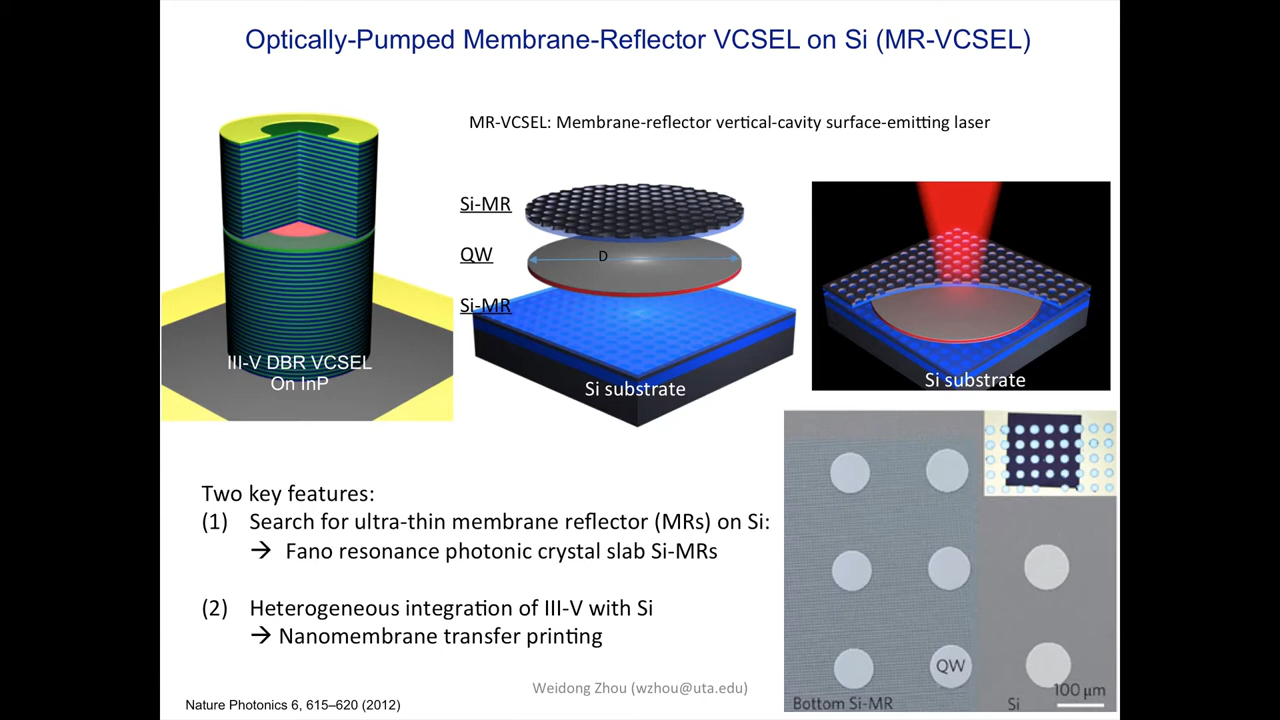 Optically-Pumped Membrane-Reflector VCSEL on Si (MR-VCSEL)
MR-VCSEL: Membrane-reflector vertical-cavity surface-emitting laser
III-V DBR VCSEL
On InP
Si-MR
QW
D
Si-MR
Si substrate
Si substrate
Two key features:
(1) Search for ultra-thin membrane reflector (MRs) on Si:
→ Fano resonance photonic crystal slab Si-MRs
(2) Heterogeneous integration of III-V with Si
→ Nanomembrane transfer printing
QW
Bottom Si-MR
Si
100 μm
Weidong Zhou (wzhou@uta.edu)
Nature Photonics 6, 615–620 (2012)